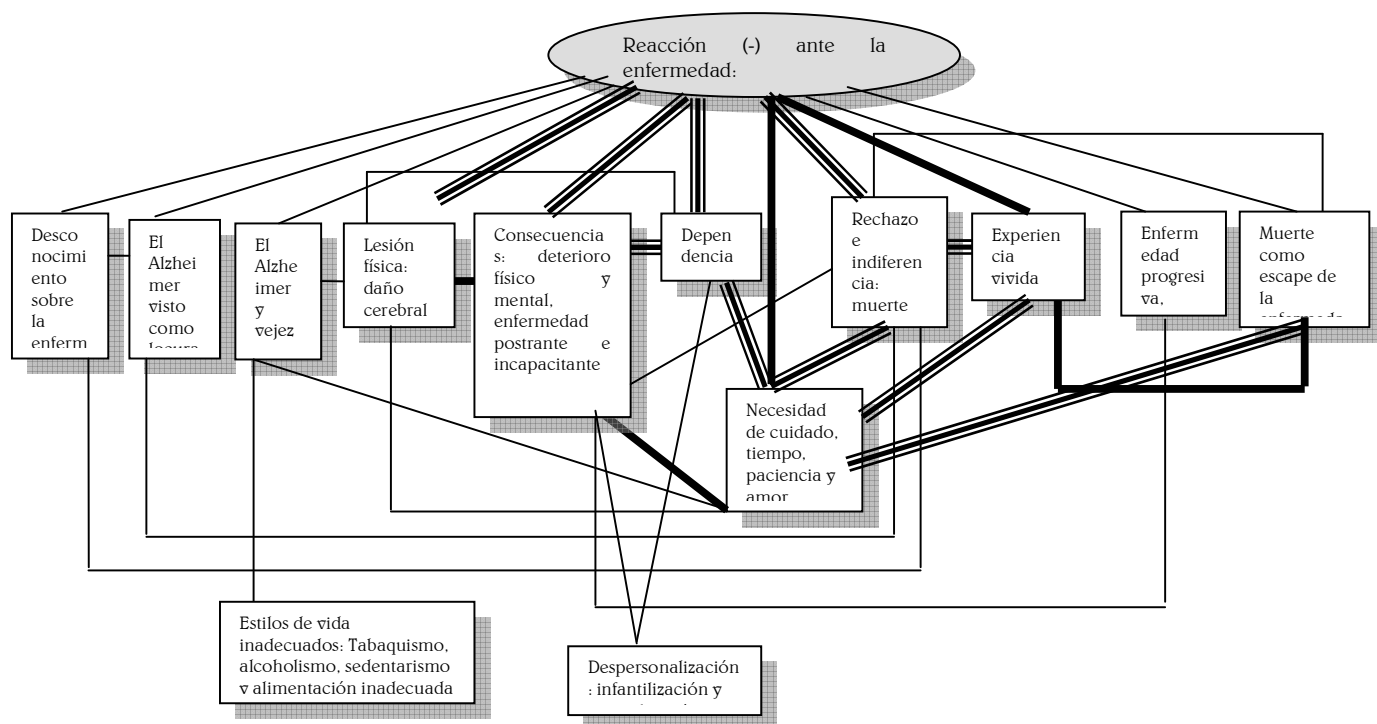 Reacción (-) ante la
enfermedad:
Desco
nocimi
ento
sobre
la
enferm
El
Alzhei
mer
visto
como
locura
El
Alzhe
imer
y
vejez
Lesión
física:
daño
cerebral
Consecuencia
s: deterioro
físico y
mental,
enfermedad
postrante e
incapacitante
Depen
dencia
Rechazo
e
indiferen
cia:
muerte
Experien
cia
vivida
Enferm
edad
progresi
va,
Muerte
como
escape de
la
Necesidad
de cuidado,
tiempo,
paciencia y
amor
Estilos de vida
inadecuados: Tabaquismo,
alcoholismo, sedentarismo
y alimentación inadecuada
Despersonalización
: infantilización y